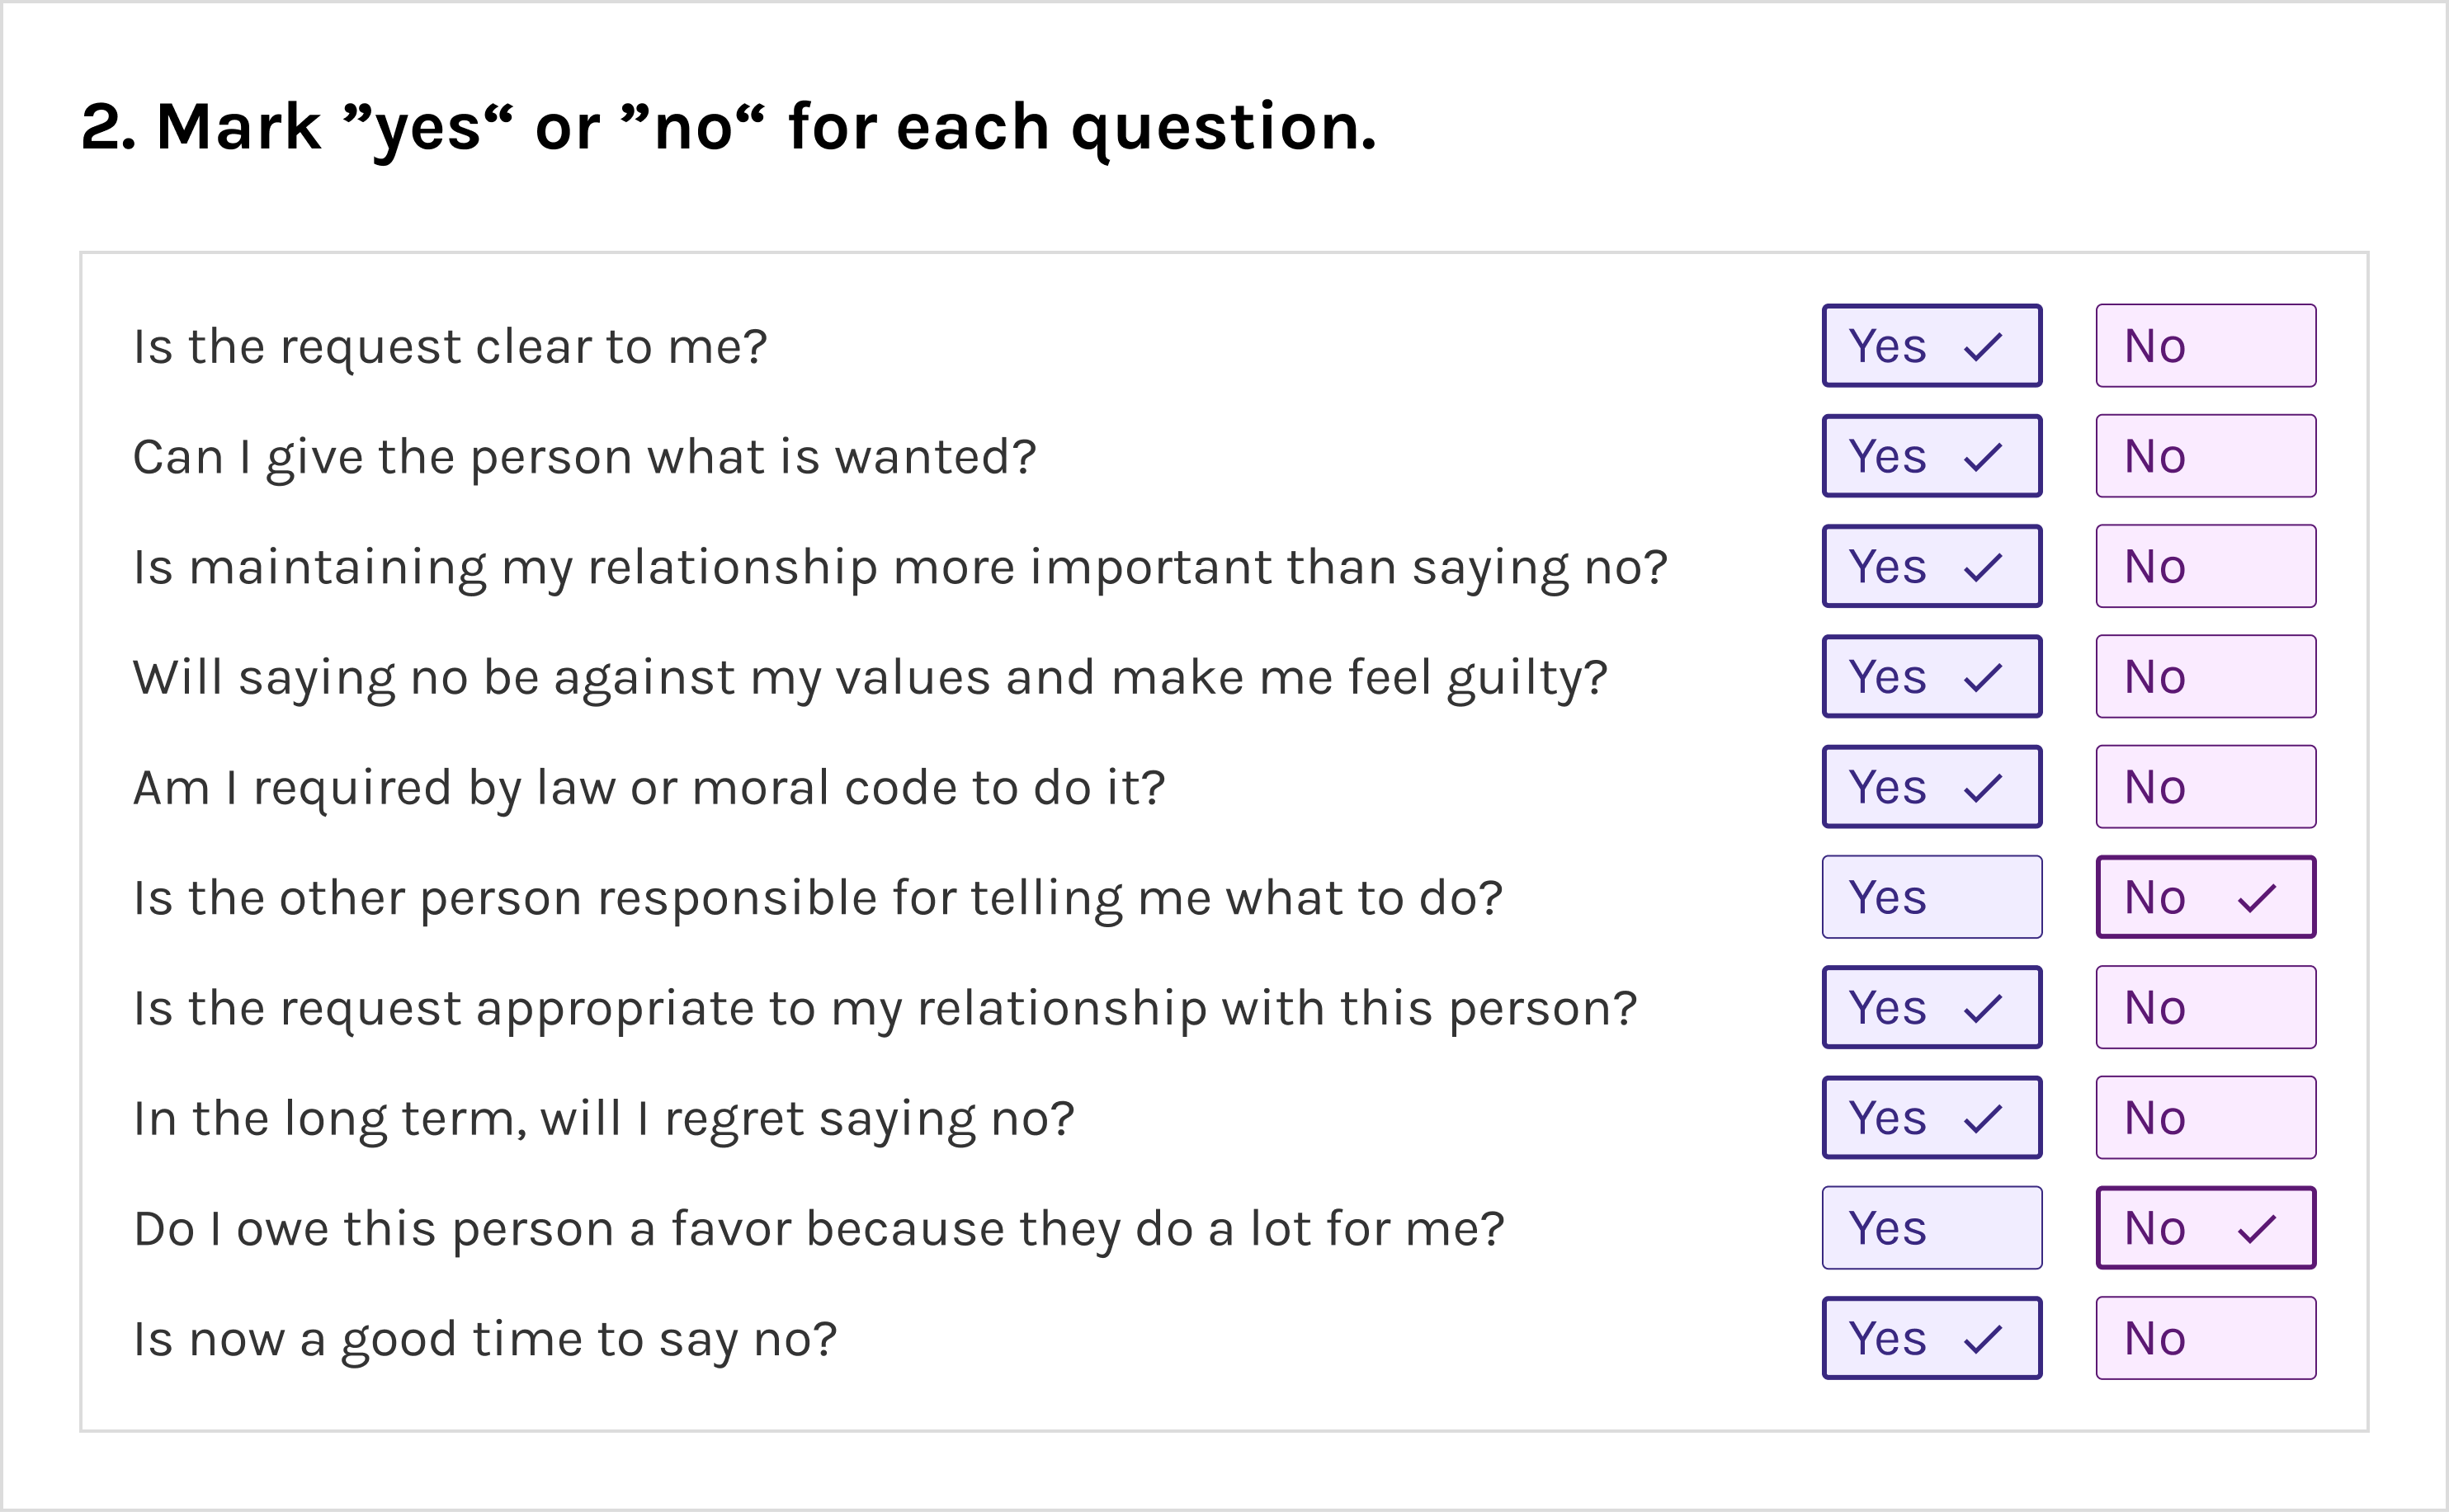 2. Mark ”yes“ or ”no“ for each question.
Is the request clear to me? Yes ✓ No
Can I give the person what is wanted? Yes ✓ No
Is maintaining my relationship more important than saying no? Yes ✓ No
Will saying no be against my values and make me feel guilty? Yes ✓ No
Am I required by law or moral code to do it? Yes ✓ No
Is the other person responsible for telling me what to do? Yes No ✓
Is the request appropriate to my relationship with this person? Yes ✓ No
In the long term, will I regret saying no? Yes ✓ No
Do I owe this person a favor because they do a lot for me? Yes No ✓
Is now a good time to say no? Yes ✓ No